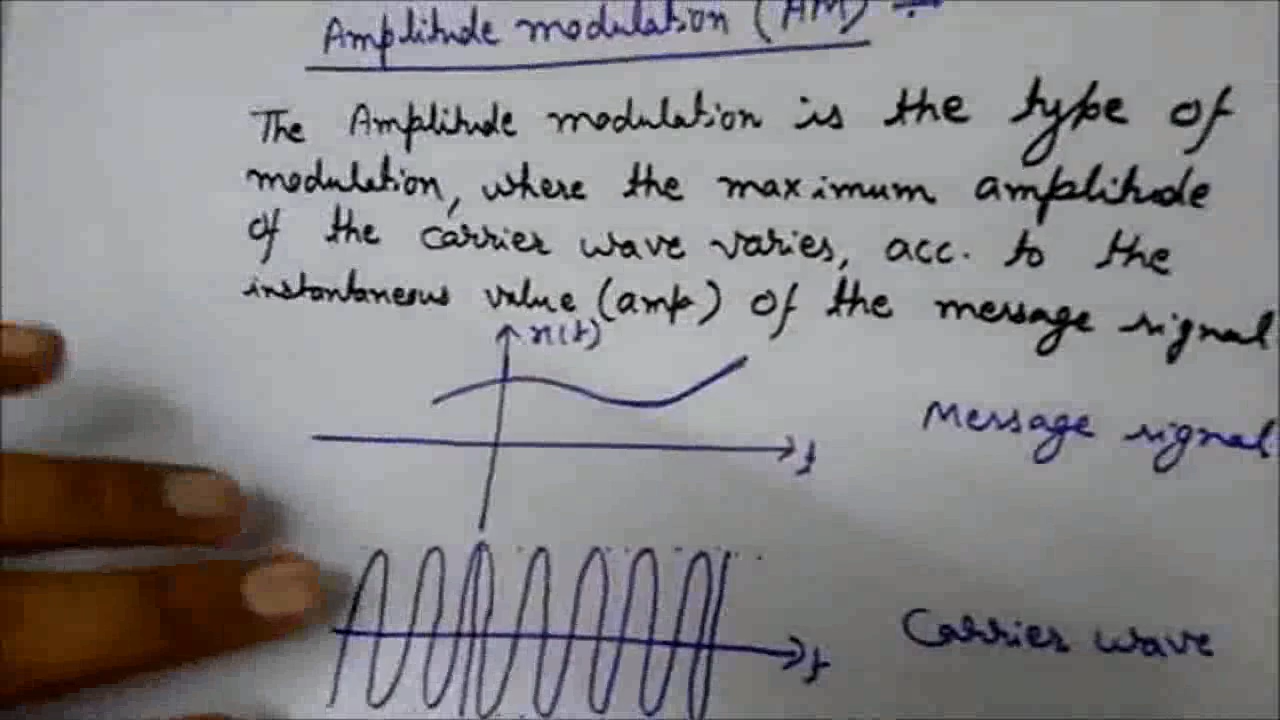 Amplitude modulation (AM) :-
The Amplitude modulation is the type of
modulation, where the maximum amplitude
of the carrier wave varies, acc. to the
instantaneous value (amp) of the message signal
x(t)
Message signal
t
Carrier wave
t